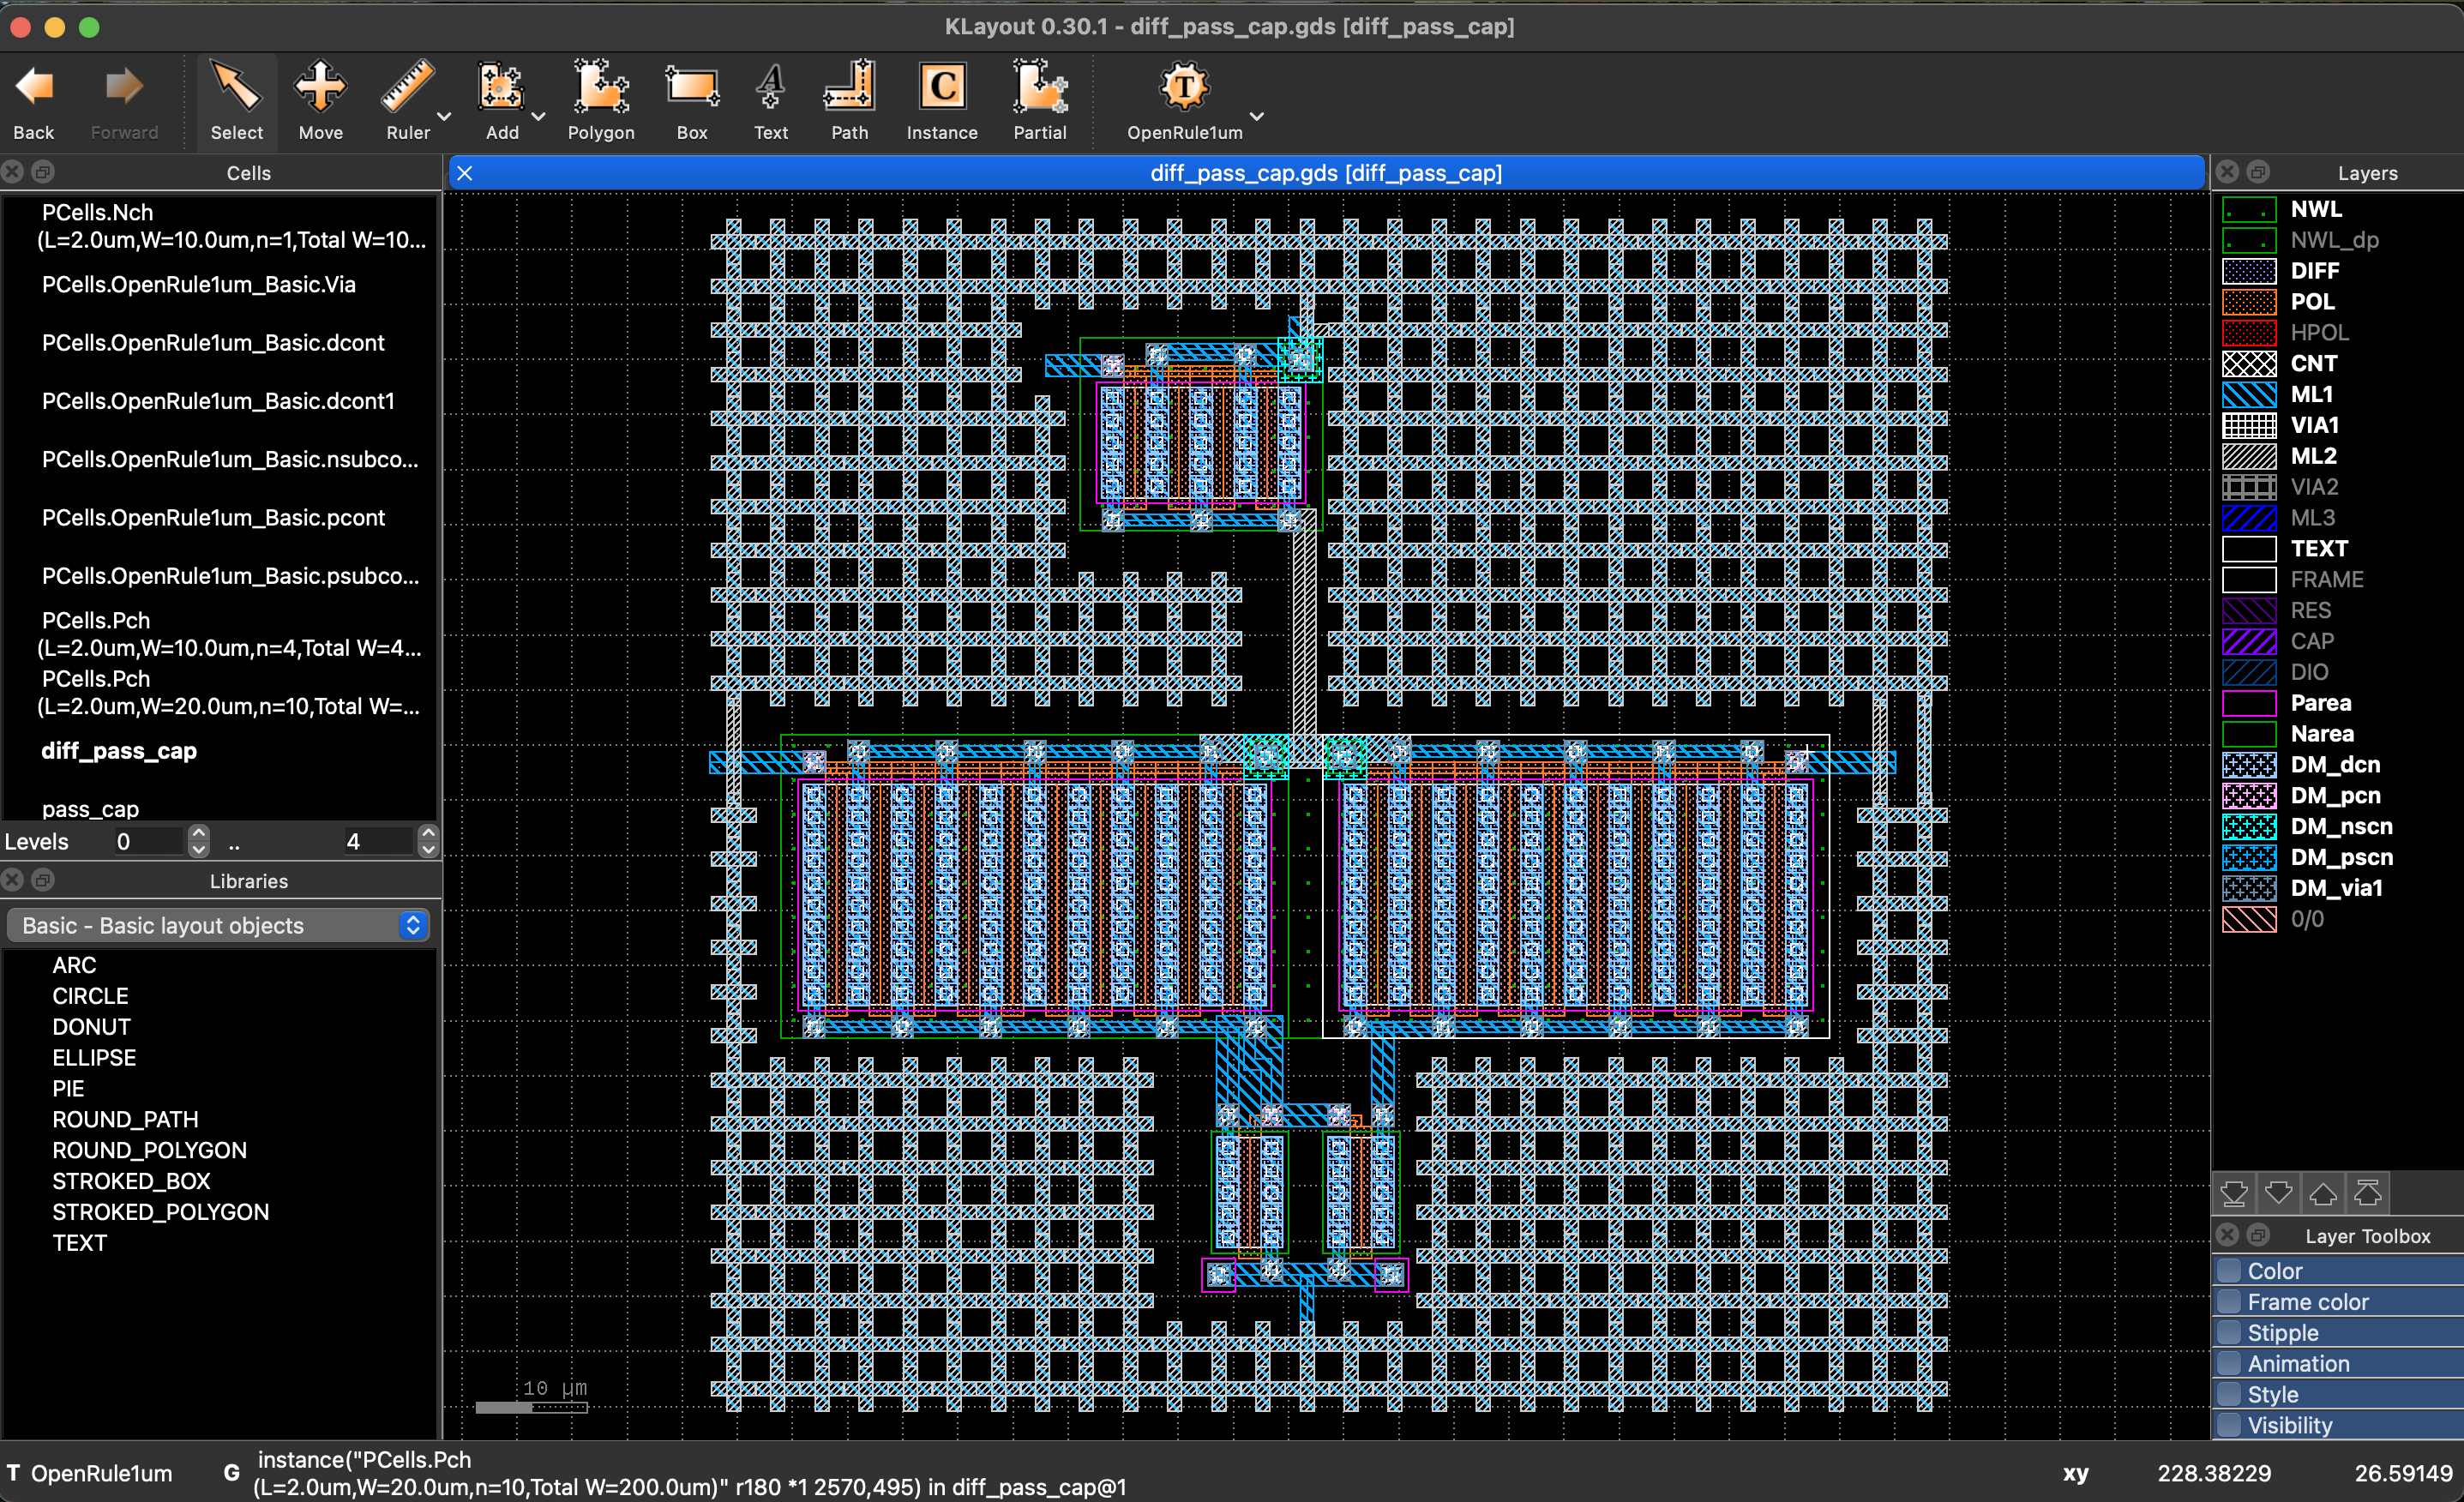 KLayout 0.30.1 - diff_pass_cap.gds [diff_pass_cap]
Back
Forward
Select
Move
Ruler
Add
Polygon
Box
Text
Path
Instance
Partial
OpenRule1um
Cells
PCells.Nch
(L=2.0um,W=10.0um,n=1,Total W=10...
PCells.OpenRule1um_Basic.Via
PCells.OpenRule1um_Basic.dcont
PCells.OpenRule1um_Basic.dcont1
PCells.OpenRule1um_Basic.nsubco...
PCells.OpenRule1um_Basic.pcont
PCells.OpenRule1um_Basic.psubco...
PCells.Pch
(L=2.0um,W=10.0um,n=4,Total W=4...
PCells.Pch
(L=2.0um,W=20.0um,n=10,Total W=...
diff_pass_cap
pass_cap
Levels 0 .. 4
Libraries
Basic - Basic layout objects
ARC
CIRCLE
DONUT
ELLIPSE
PIE
ROUND_PATH
ROUND_POLYGON
STROKED_BOX
STROKED_POLYGON
TEXT
diff_pass_cap.gds [diff_pass_cap]
10 µm
Layers
NWL
NWL_dp
DIFF
POL
HPOL
CNT
ML1
VIA1
ML2
VIA2
ML3
TEXT
FRAME
RES
CAP
DIO
Parea
Narea
DM_dcn
DM_pcn
DM_nscn
DM_pscn
DM_via1
0/0
Layer Toolbox
Color
Frame color
Stipple
Animation
Style
Visibility
T OpenRule1um
G instance("PCells.Pch
(L=2.0um,W=20.0um,n=10,Total W=200.0um)" r180 *1 2570,495) in diff_pass_cap@1
xy 228.38229 26.59149